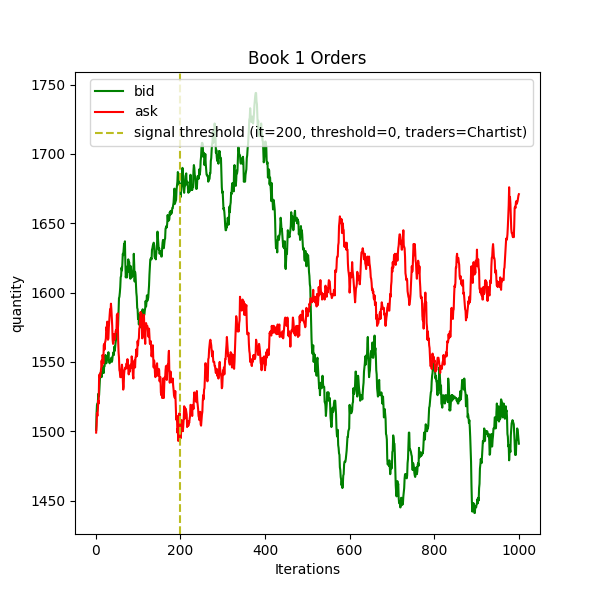 Book 1 Orders
bid
ask
signal threshold (it=200, threshold=0, traders=Chartist)
quantity
1750
1700
1650
1600
1550
1500
1450
0 200 400 600 800 1000
Iterations